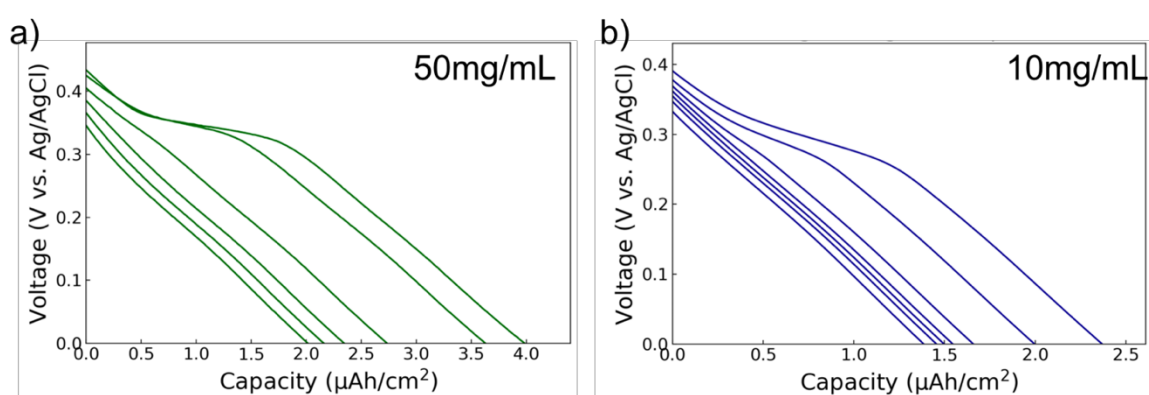 a)
50mg/mL
Voltage (V vs. Ag/AgCl)
0.4
0.3
0.2
0.1
0.0
0.0 0.5 1.0 1.5 2.0 2.5 3.0 3.5 4.0
Capacity (μAh/cm²)
b)
10mg/mL
Voltage (V vs. Ag/AgCl)
0.4
0.3
0.2
0.1
0.0
0.0 0.5 1.0 1.5 2.0 2.5
Capacity (μAh/cm²)